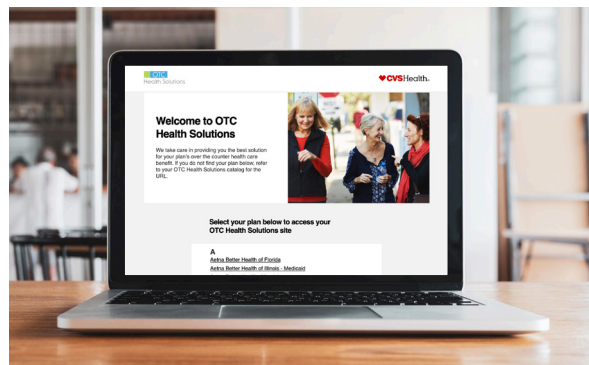 OTC
Health Solutions
CVSHealth.
Welcome to OTC
Health Solutions
We take care in providing you the best solution
for your plan's over the counter health care
benefit. If you do not find your plan below, refer
to your OTC Health Solutions catalog for the
URL.
Select your plan below to access your
OTC Health Solutions site
A
Aetna Better Health of Florida
Aetna Better Health of Illinois - Medicaid